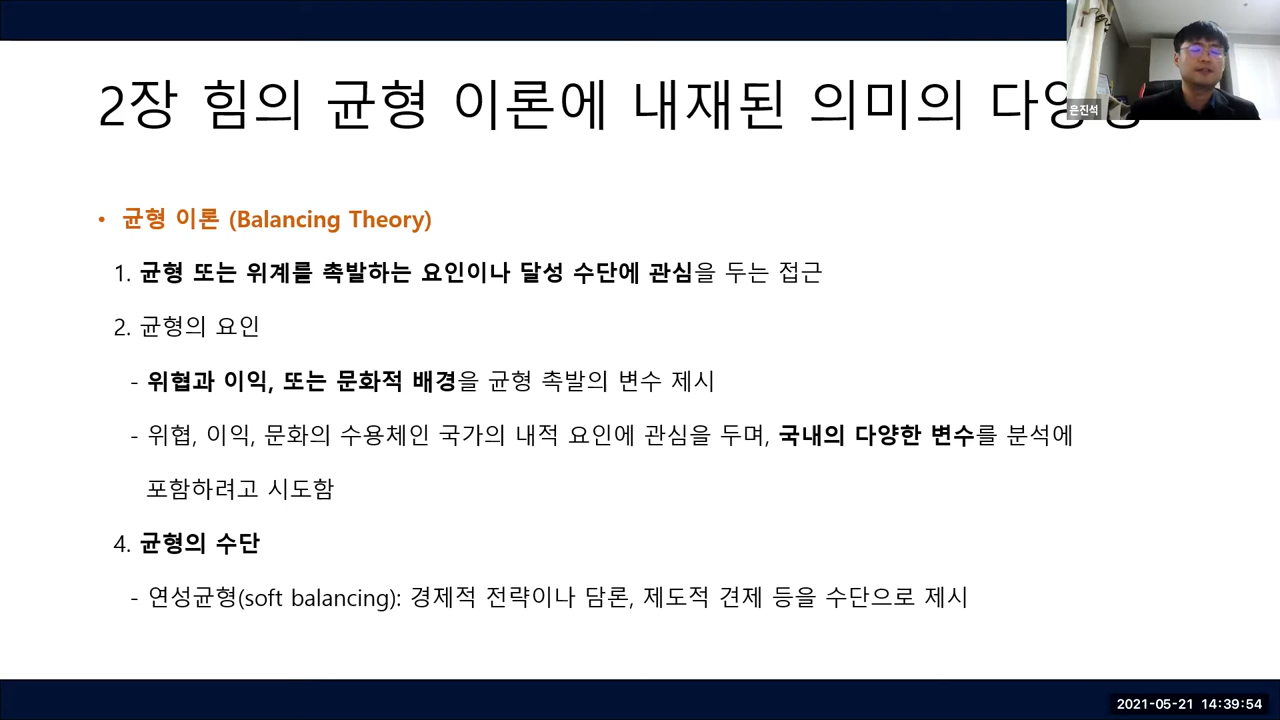 2장 힘의 균형 이론에 내재된 의미의
은진석
• 균형 이론 (Balancing Theory)
1. 균형 또는 위계를 촉발하는 요인이나 달성 수단에 관심을 두는 접근
2. 균형의 요인
- 위협과 이익, 또는 문화적 배경을 균형 촉발의 변수 제시
- 위협, 이익, 문화의 수용체인 국가의 내적 요인에 관심을 두며, 국내의 다양한 변수를 분석에
포함하려고 시도함
4. 균형의 수단
- 연성균형(soft balancing): 경제적 전략이나 담론, 제도적 견제 등을 수단으로 제시
2021-05-21 14:39:54